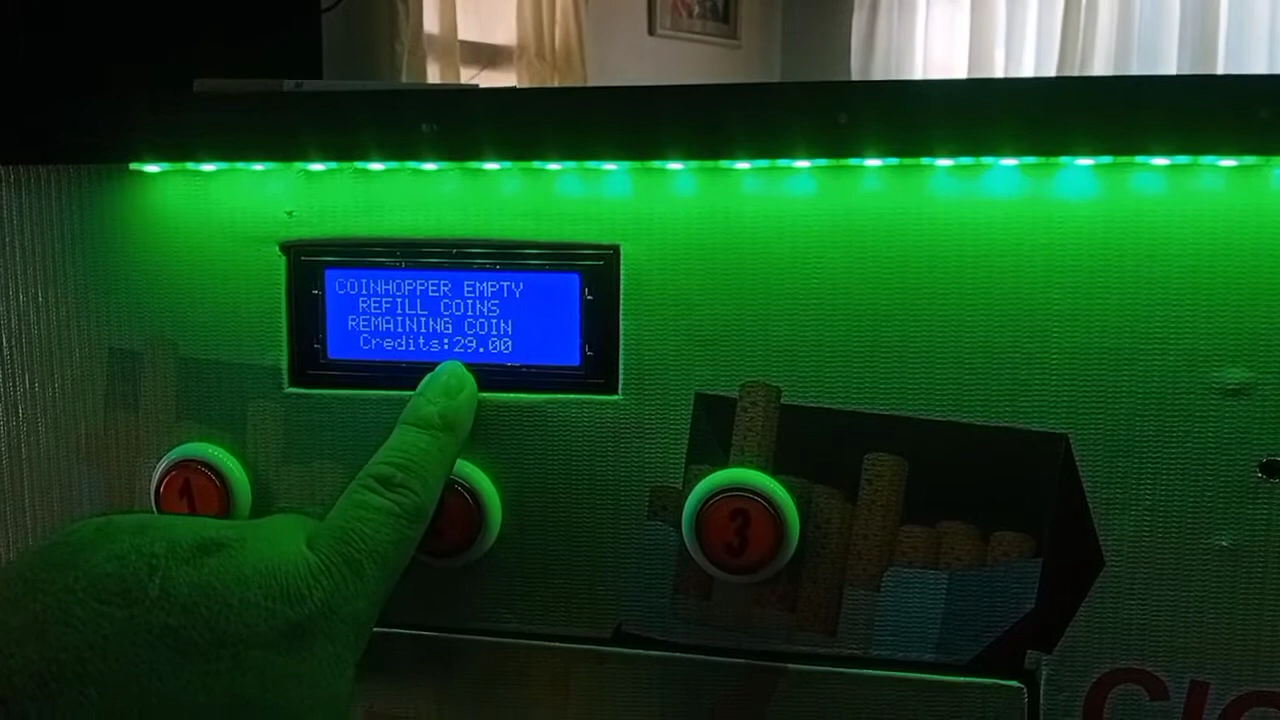 COINHOPPER EMPTY
REFILL COINS
REMAINING COIN
Credits:29.00
1
3